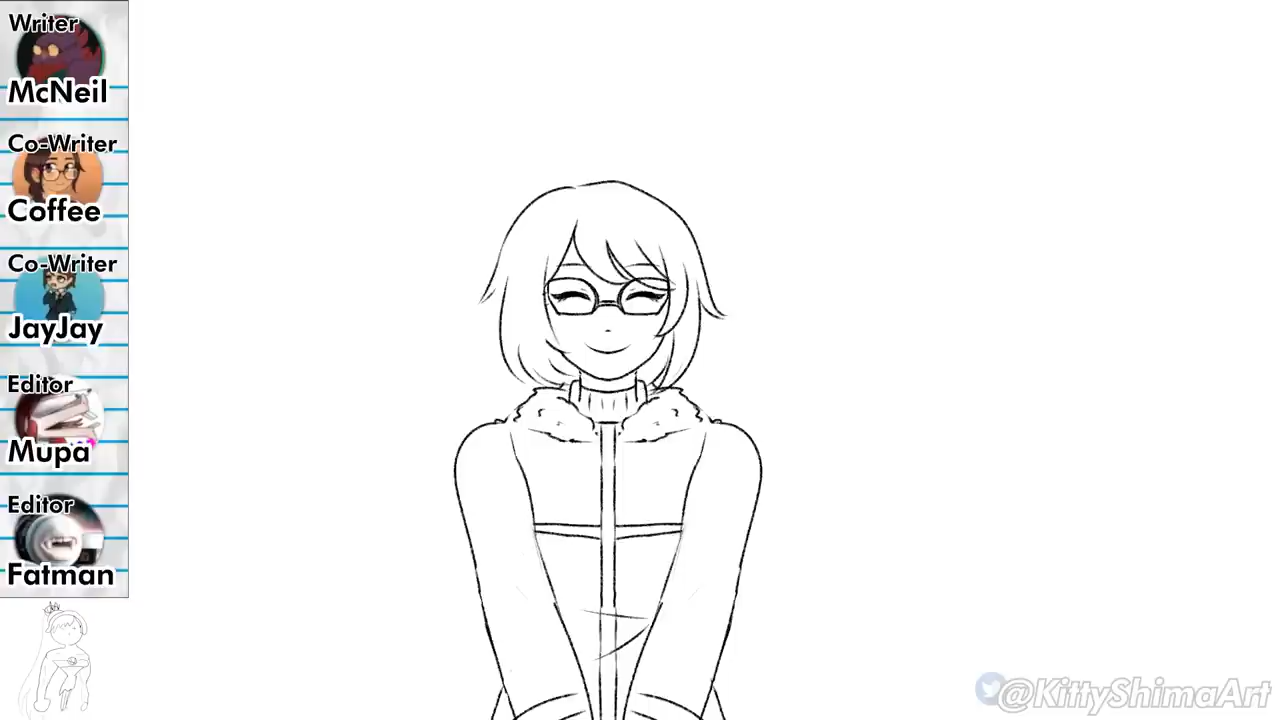 Writer
McNeil
Co-Writer
Coffee
Co-Writer
JayJay
Editor
Mupa
Editor
Fatman
@KittyShimaArt